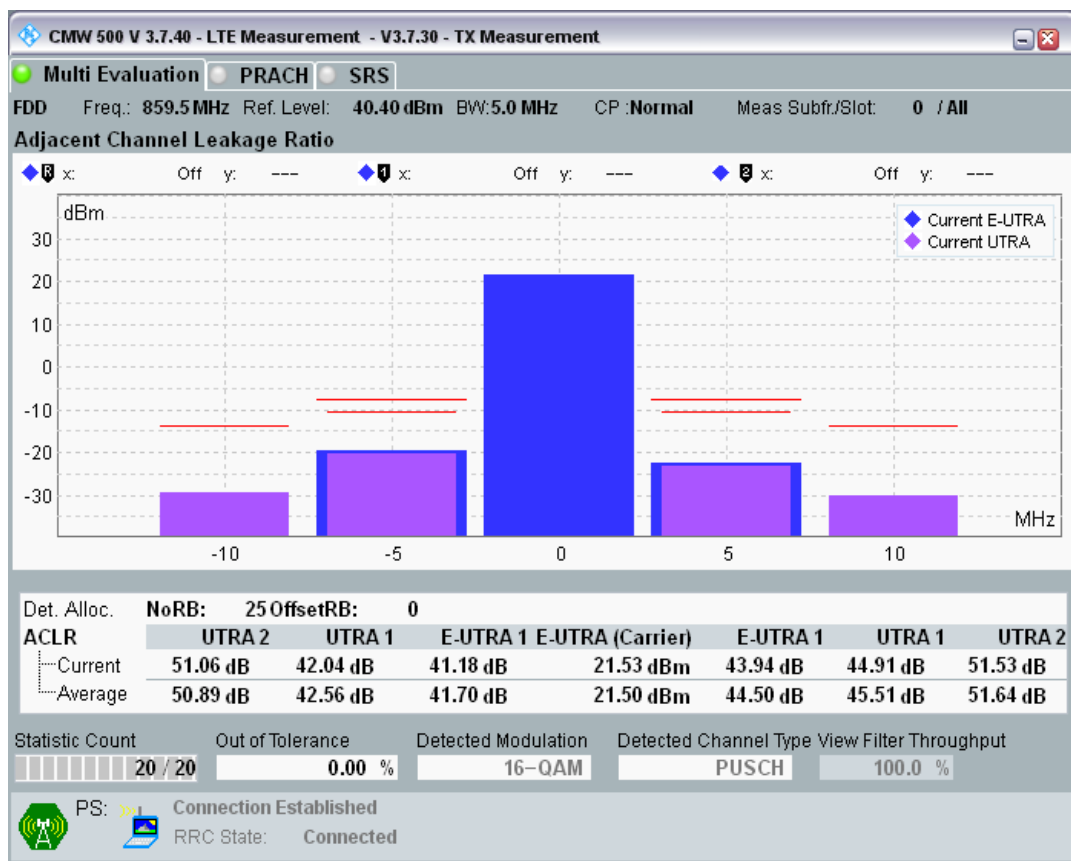 CMW 500 V 3.7.40 - LTE Measurement - V3.7.30 - TX Measurement
Multi Evaluation PRACH SRS
FDD Freq.: 859.5 MHz Ref. Level: 40.40 dBm BW:5.0 MHz CP :Normal Meas Subfr./Slot: 0 / All
Adjacent Channel Leakage Ratio
R x: Off y: --- 1 x: Off y: --- 2 x: Off y: ---
dBm
Current E-UTRA
Current UTRA
30
20
10
0
-10
-20
-30
MHz
-10 -5 0 5 10
Det. Alloc. NoRB: 25 OffsetRB: 0
ACLR UTRA 2 UTRA 1 E-UTRA 1 E-UTRA (Carrier) E-UTRA 1 UTRA 1 UTRA 2
Current 51.06 dB 42.04 dB 41.18 dB 21.53 dBm 43.94 dB 44.91 dB 51.53 dB
Average 50.89 dB 42.56 dB 41.70 dB 21.50 dBm 44.50 dB 45.51 dB 51.64 dB
Statistic Count Out of Tolerance Detected Modulation Detected Channel Type View Filter Throughput
20 / 20 0.00 % 16-QAM PUSCH 100.0 %
PS: Connection Established
RRC State: Connected